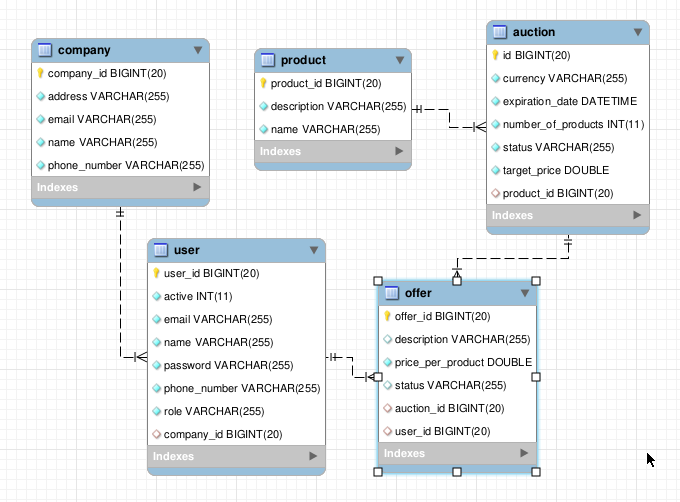 company
company_id BIGINT(20)
address VARCHAR(255)
email VARCHAR(255)
name VARCHAR(255)
phone_number VARCHAR(255)
Indexes
product
product_id BIGINT(20)
description VARCHAR(255)
name VARCHAR(255)
Indexes
auction
id BIGINT(20)
currency VARCHAR(255)
expiration_date DATETIME
number_of_products INT(11)
status VARCHAR(255)
target_price DOUBLE
product_id BIGINT(20)
Indexes
user
user_id BIGINT(20)
active INT(11)
email VARCHAR(255)
name VARCHAR(255)
password VARCHAR(255)
phone_number VARCHAR(255)
role VARCHAR(255)
company_id BIGINT(20)
Indexes
offer
offer_id BIGINT(20)
description VARCHAR(255)
price_per_product DOUBLE
status VARCHAR(255)
auction_id BIGINT(20)
user_id BIGINT(20)
Indexes